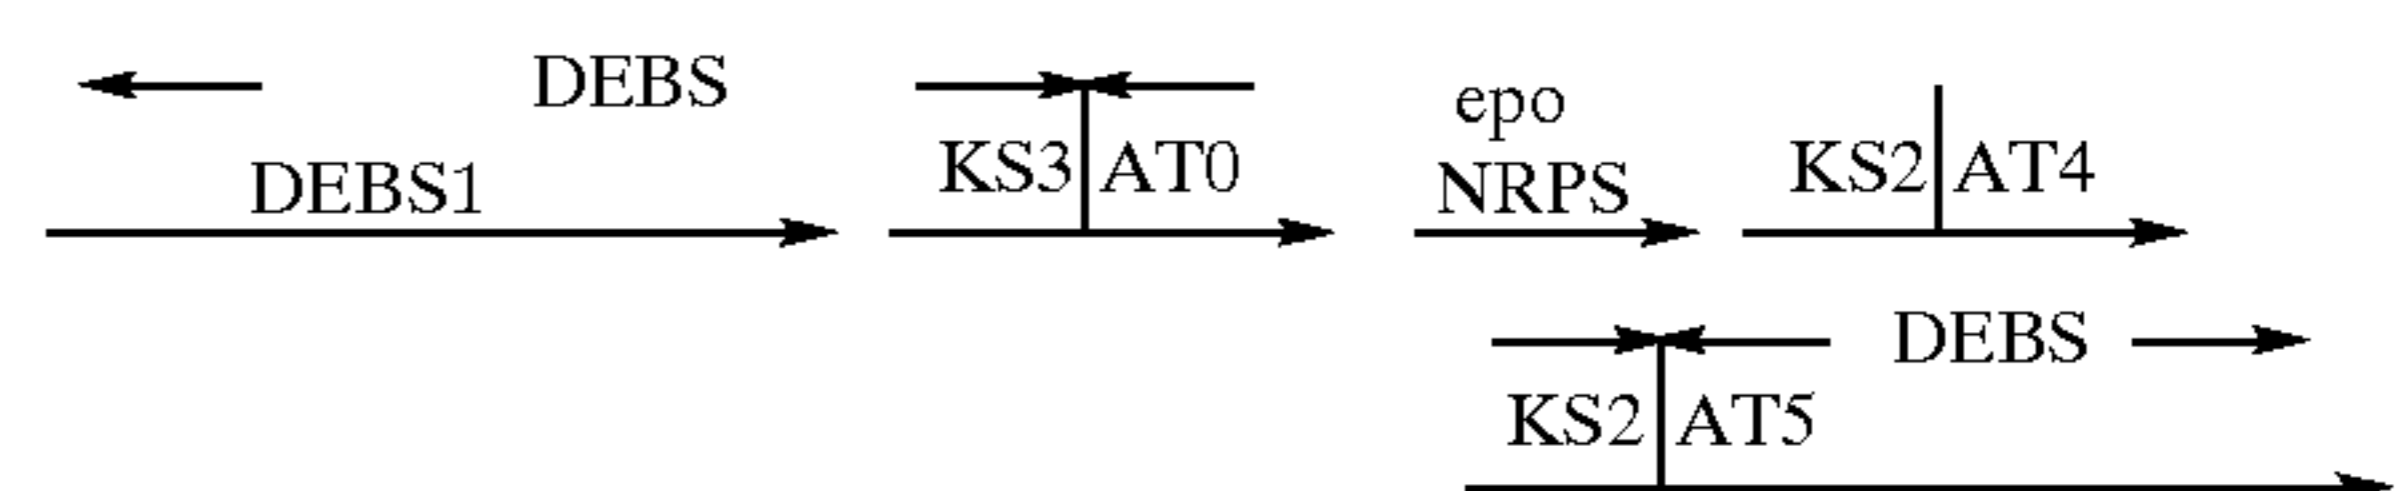 DEBS
epo
DEBS1
KS3 AT0
NRPS
KS2 AT4
DEBS
KS2 AT5